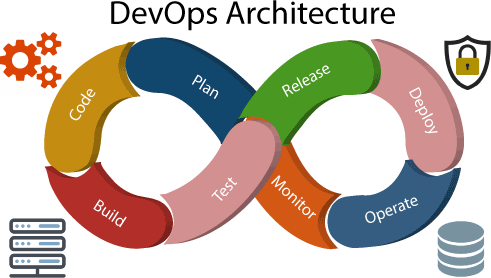 DevOps Architecture
Code
Plan
Release
Deploy
Build
Test
Monitor
Operate